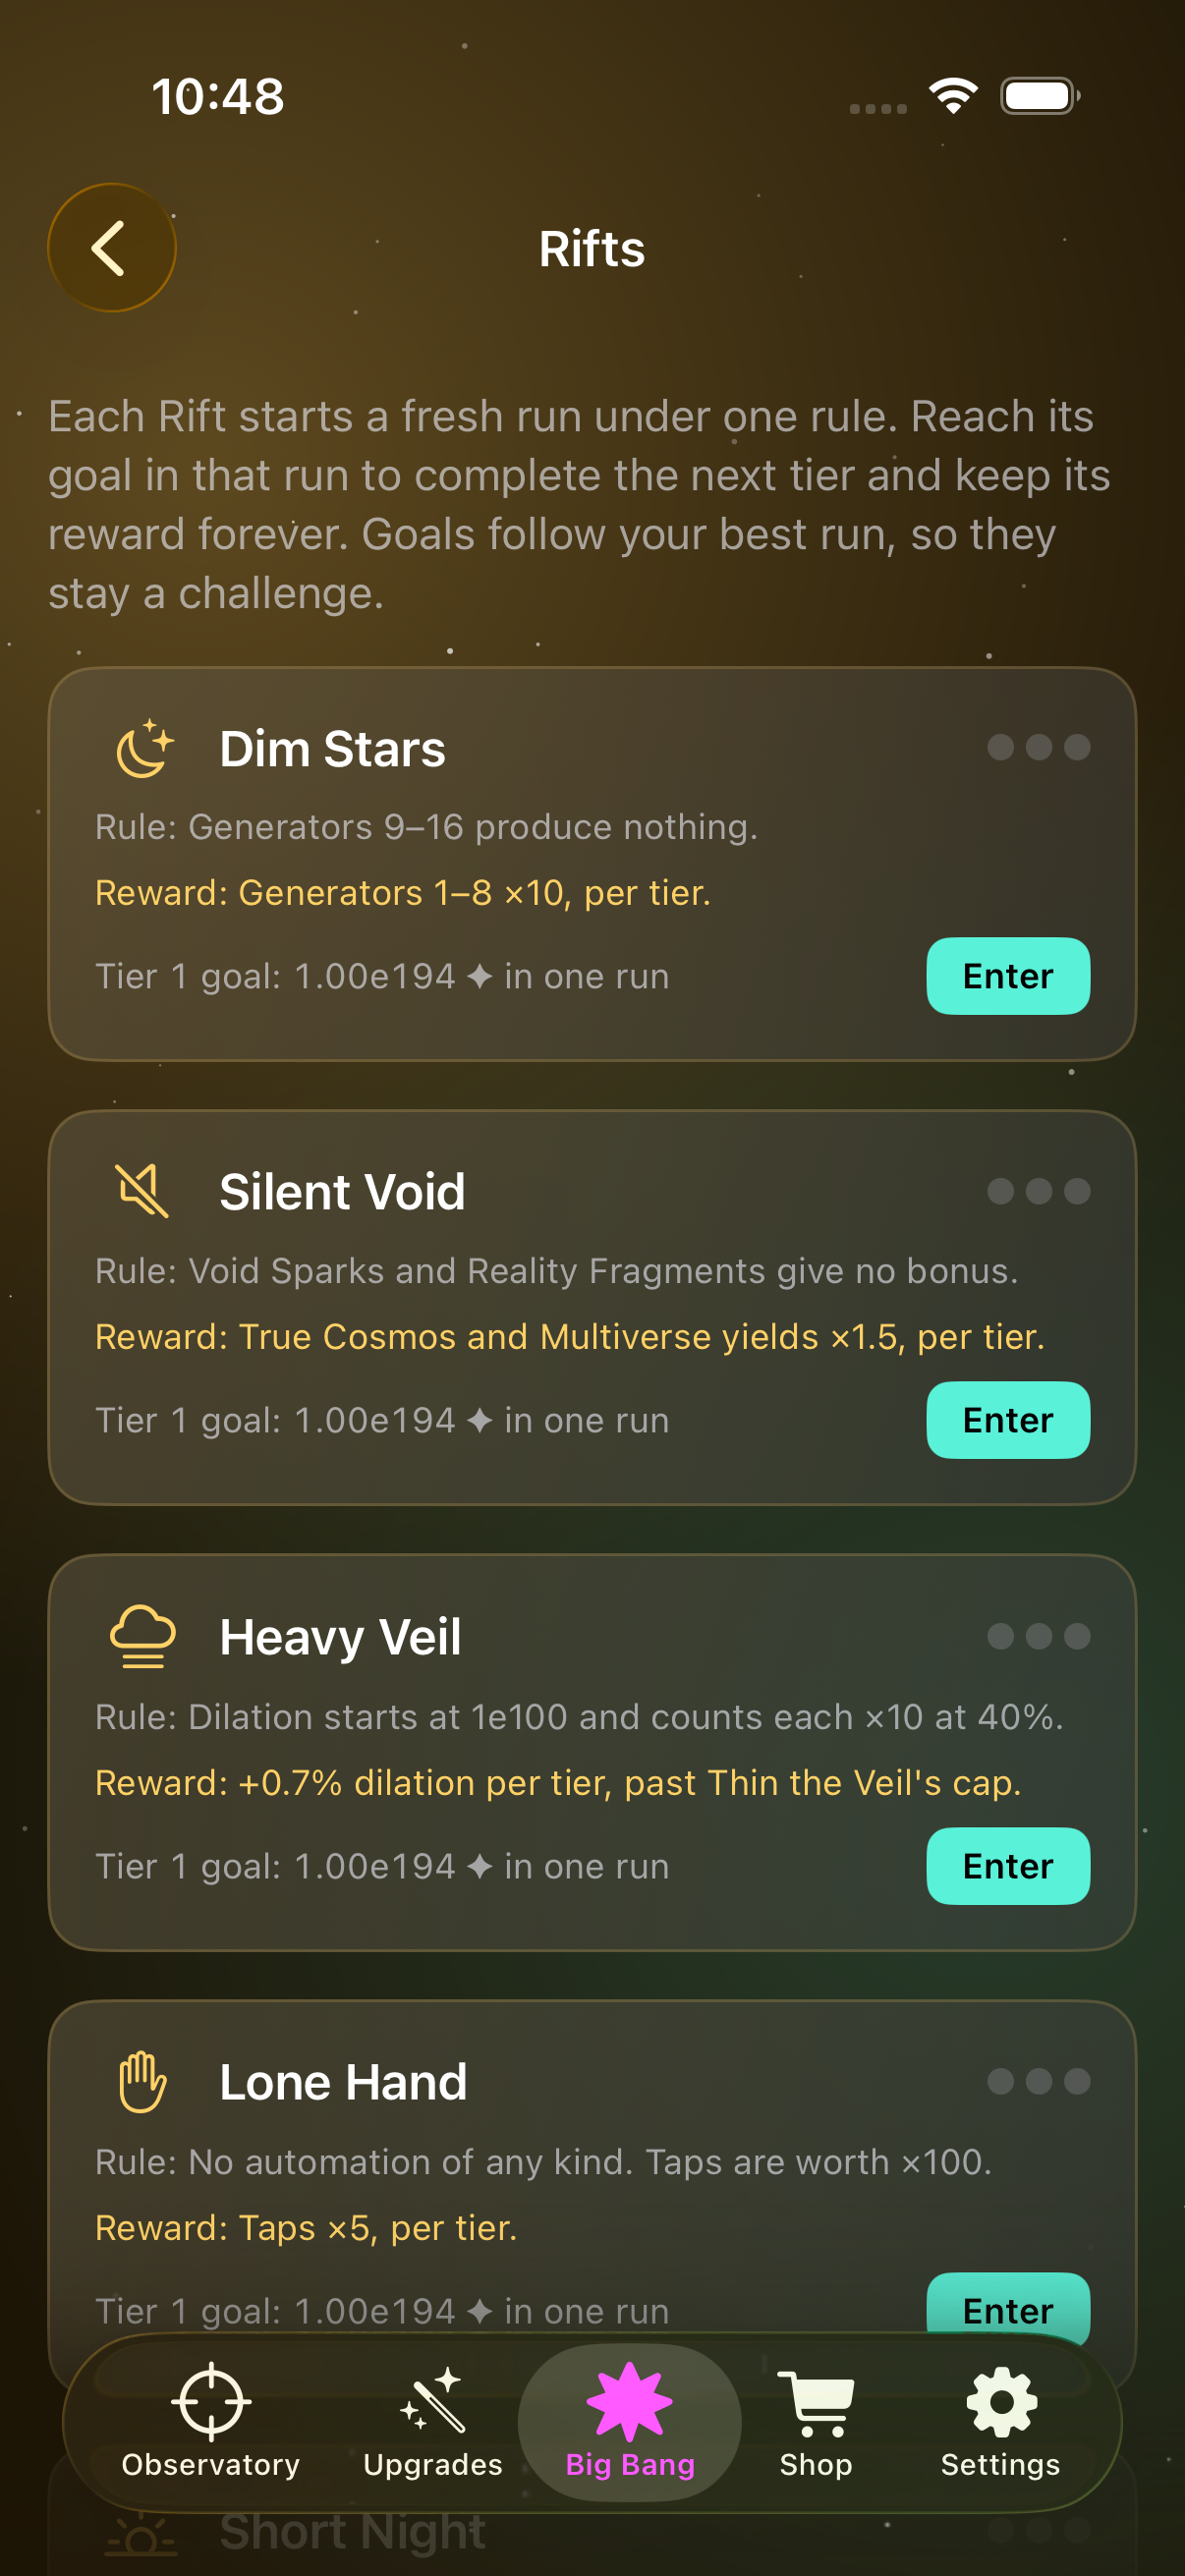 10:48
Rifts
Each Rift starts a fresh run under one rule. Reach its
goal in that run to complete the next tier and keep its
reward forever. Goals follow your best run, so they
stay a challenge.
Dim Stars
Rule: Generators 9–16 produce nothing.
Reward: Generators 1–8 ×10, per tier.
Tier 1 goal: 1.00e194 ✦ in one run
Enter
Silent Void
Rule: Void Sparks and Reality Fragments give no bonus.
Reward: True Cosmos and Multiverse yields ×1.5, per tier.
Tier 1 goal: 1.00e194 ✦ in one run
Enter
Heavy Veil
Rule: Dilation starts at 1e100 and counts each ×10 at 40%.
Reward: +0.7% dilation per tier, past Thin the Veil's cap.
Tier 1 goal: 1.00e194 ✦ in one run
Enter
Lone Hand
Rule: No automation of any kind. Taps are worth ×100.
Reward: Taps ×5, per tier.
Tier 1 goal: 1.00e194 ✦ in one run
Enter
Observatory
Upgrades
Big Bang
Shop
Settings
Short Night